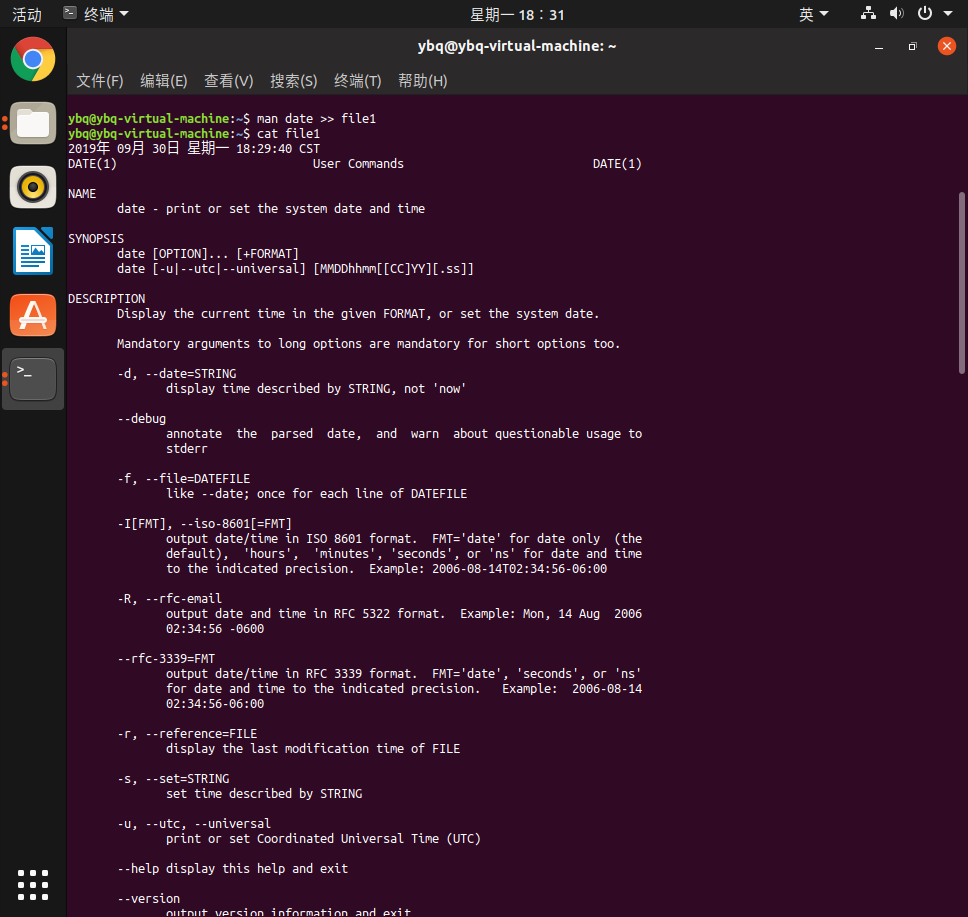 活动 终端 星期一 18：31 英
ybq@ybq-virtual-machine: ~
文件(F) 编辑(E) 查看(V) 搜索(S) 终端(T) 帮助(H)
ybq@ybq-virtual-machine:~$ man date >> file1
ybq@ybq-virtual-machine:~$ cat file1
2019年 09月 30日 星期一 18:29:40 CST
DATE(1) User Commands DATE(1)
NAME
date - print or set the system date and time
SYNOPSIS
date [OPTION]... [+FORMAT]
date [-u|--utc|--universal] [MMDDhhmm[[CC]YY][.ss]]
DESCRIPTION
Display the current time in the given FORMAT, or set the system date.
Mandatory arguments to long options are mandatory for short options too.
-d, --date=STRING
display time described by STRING, not 'now'
--debug
annotate the parsed date, and warn about questionable usage to
stderr
-f, --file=DATEFILE
like --date; once for each line of DATEFILE
-I[FMT], --iso-8601[=FMT]
output date/time in ISO 8601 format. FMT='date' for date only (the
default), 'hours', 'minutes', 'seconds', or 'ns' for date and time
to the indicated precision. Example: 2006-08-14T02:34:56-06:00
-R, --rfc-email
output date and time in RFC 5322 format. Example: Mon, 14 Aug 2006
02:34:56 -0600
--rfc-3339=FMT
output date/time in RFC 3339 format. FMT='date', 'seconds', or 'ns'
for date and time to the indicated precision. Example: 2006-08-14
02:34:56-06:00
-r, --reference=FILE
display the last modification time of FILE
-s, --set=STRING
set time described by STRING
-u, --utc, --universal
print or set Coordinated Universal Time (UTC)
--help display this help and exit
--version
output version information and exit